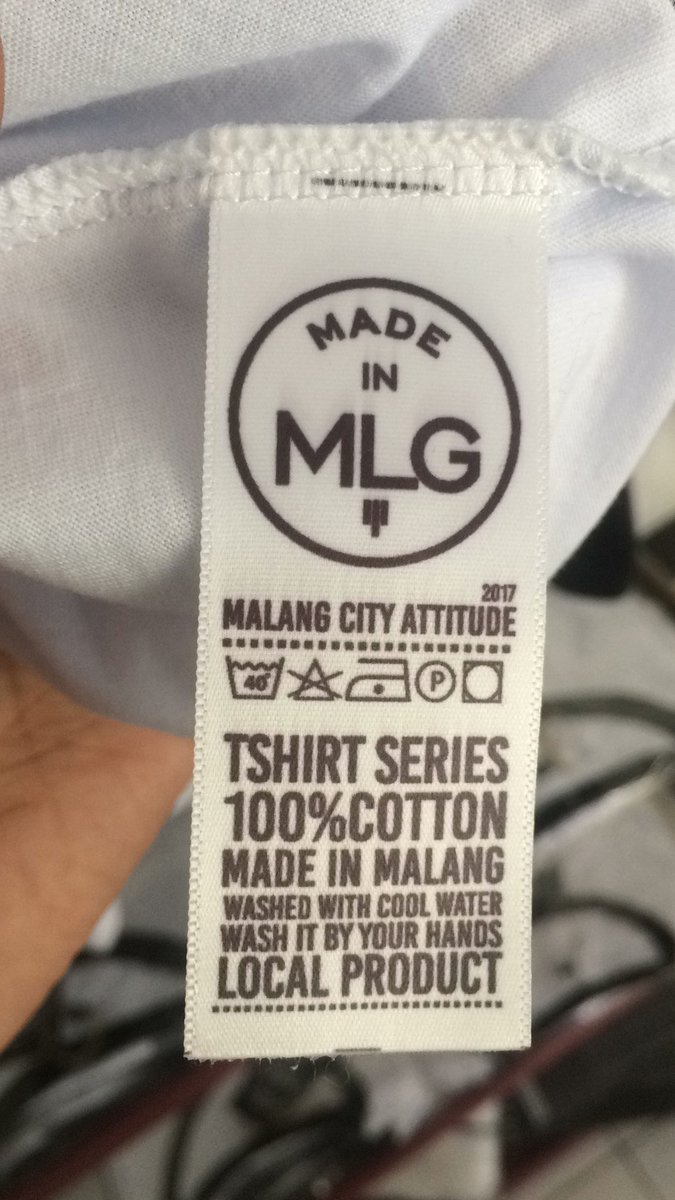 MADE
IN
MLG
2017
MALANG CITY ATTITUDE
40°
P
TSHIRT SERIES
100%COTTON
MADE IN MALANG
WASHED WITH COOL WATER
WASH IT BY YOUR HANDS
LOCAL PRODUCT